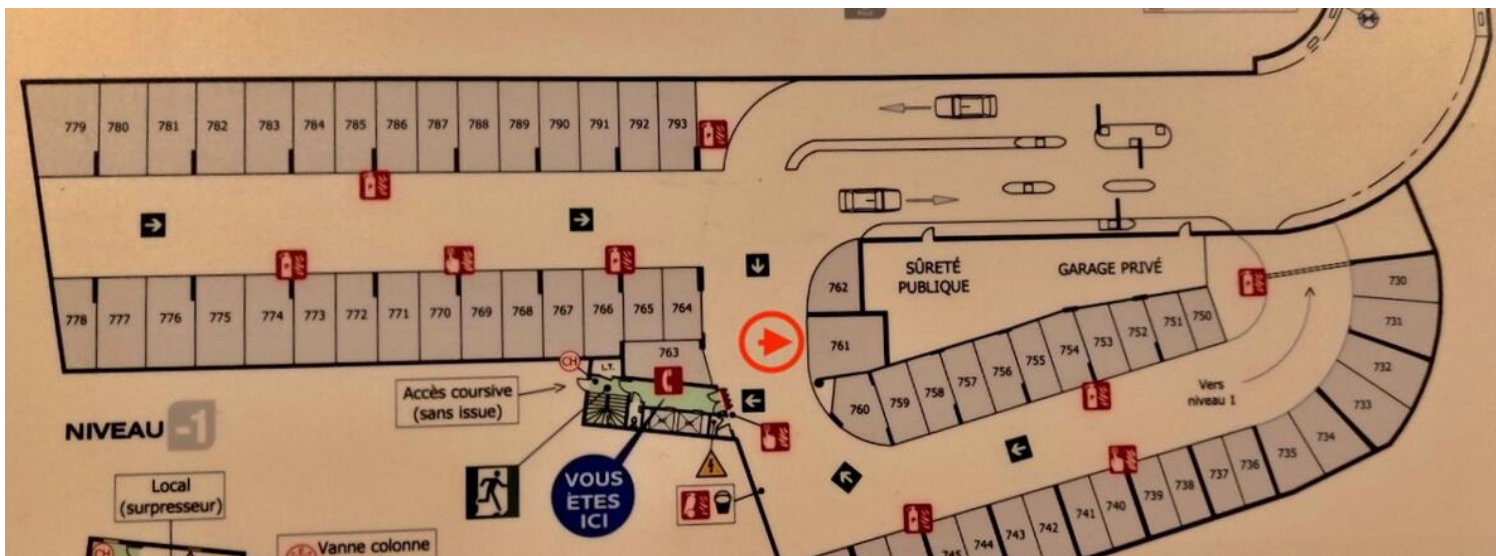 779 780 781 782 783 784 785 786 787 788 789 790 791 792 793
778 777 776 775 774 773 772 771 770 769 768 767 766 765 764
763
L.T.
CH
Accès coursive
(sans issue)
NIVEAU -1
VOUS
ÊTES
ICI
Local
(surpresseur)
CH
Vanne colonne
762
761
SÛRETÉ
PUBLIQUE
GARAGE PRIVÉ
760 759 758 757 756 755 754 753 752 751 750
730
731
732
733
734
735
736
737
738
739
740
741
742
743
744
745
Vers
niveau 1